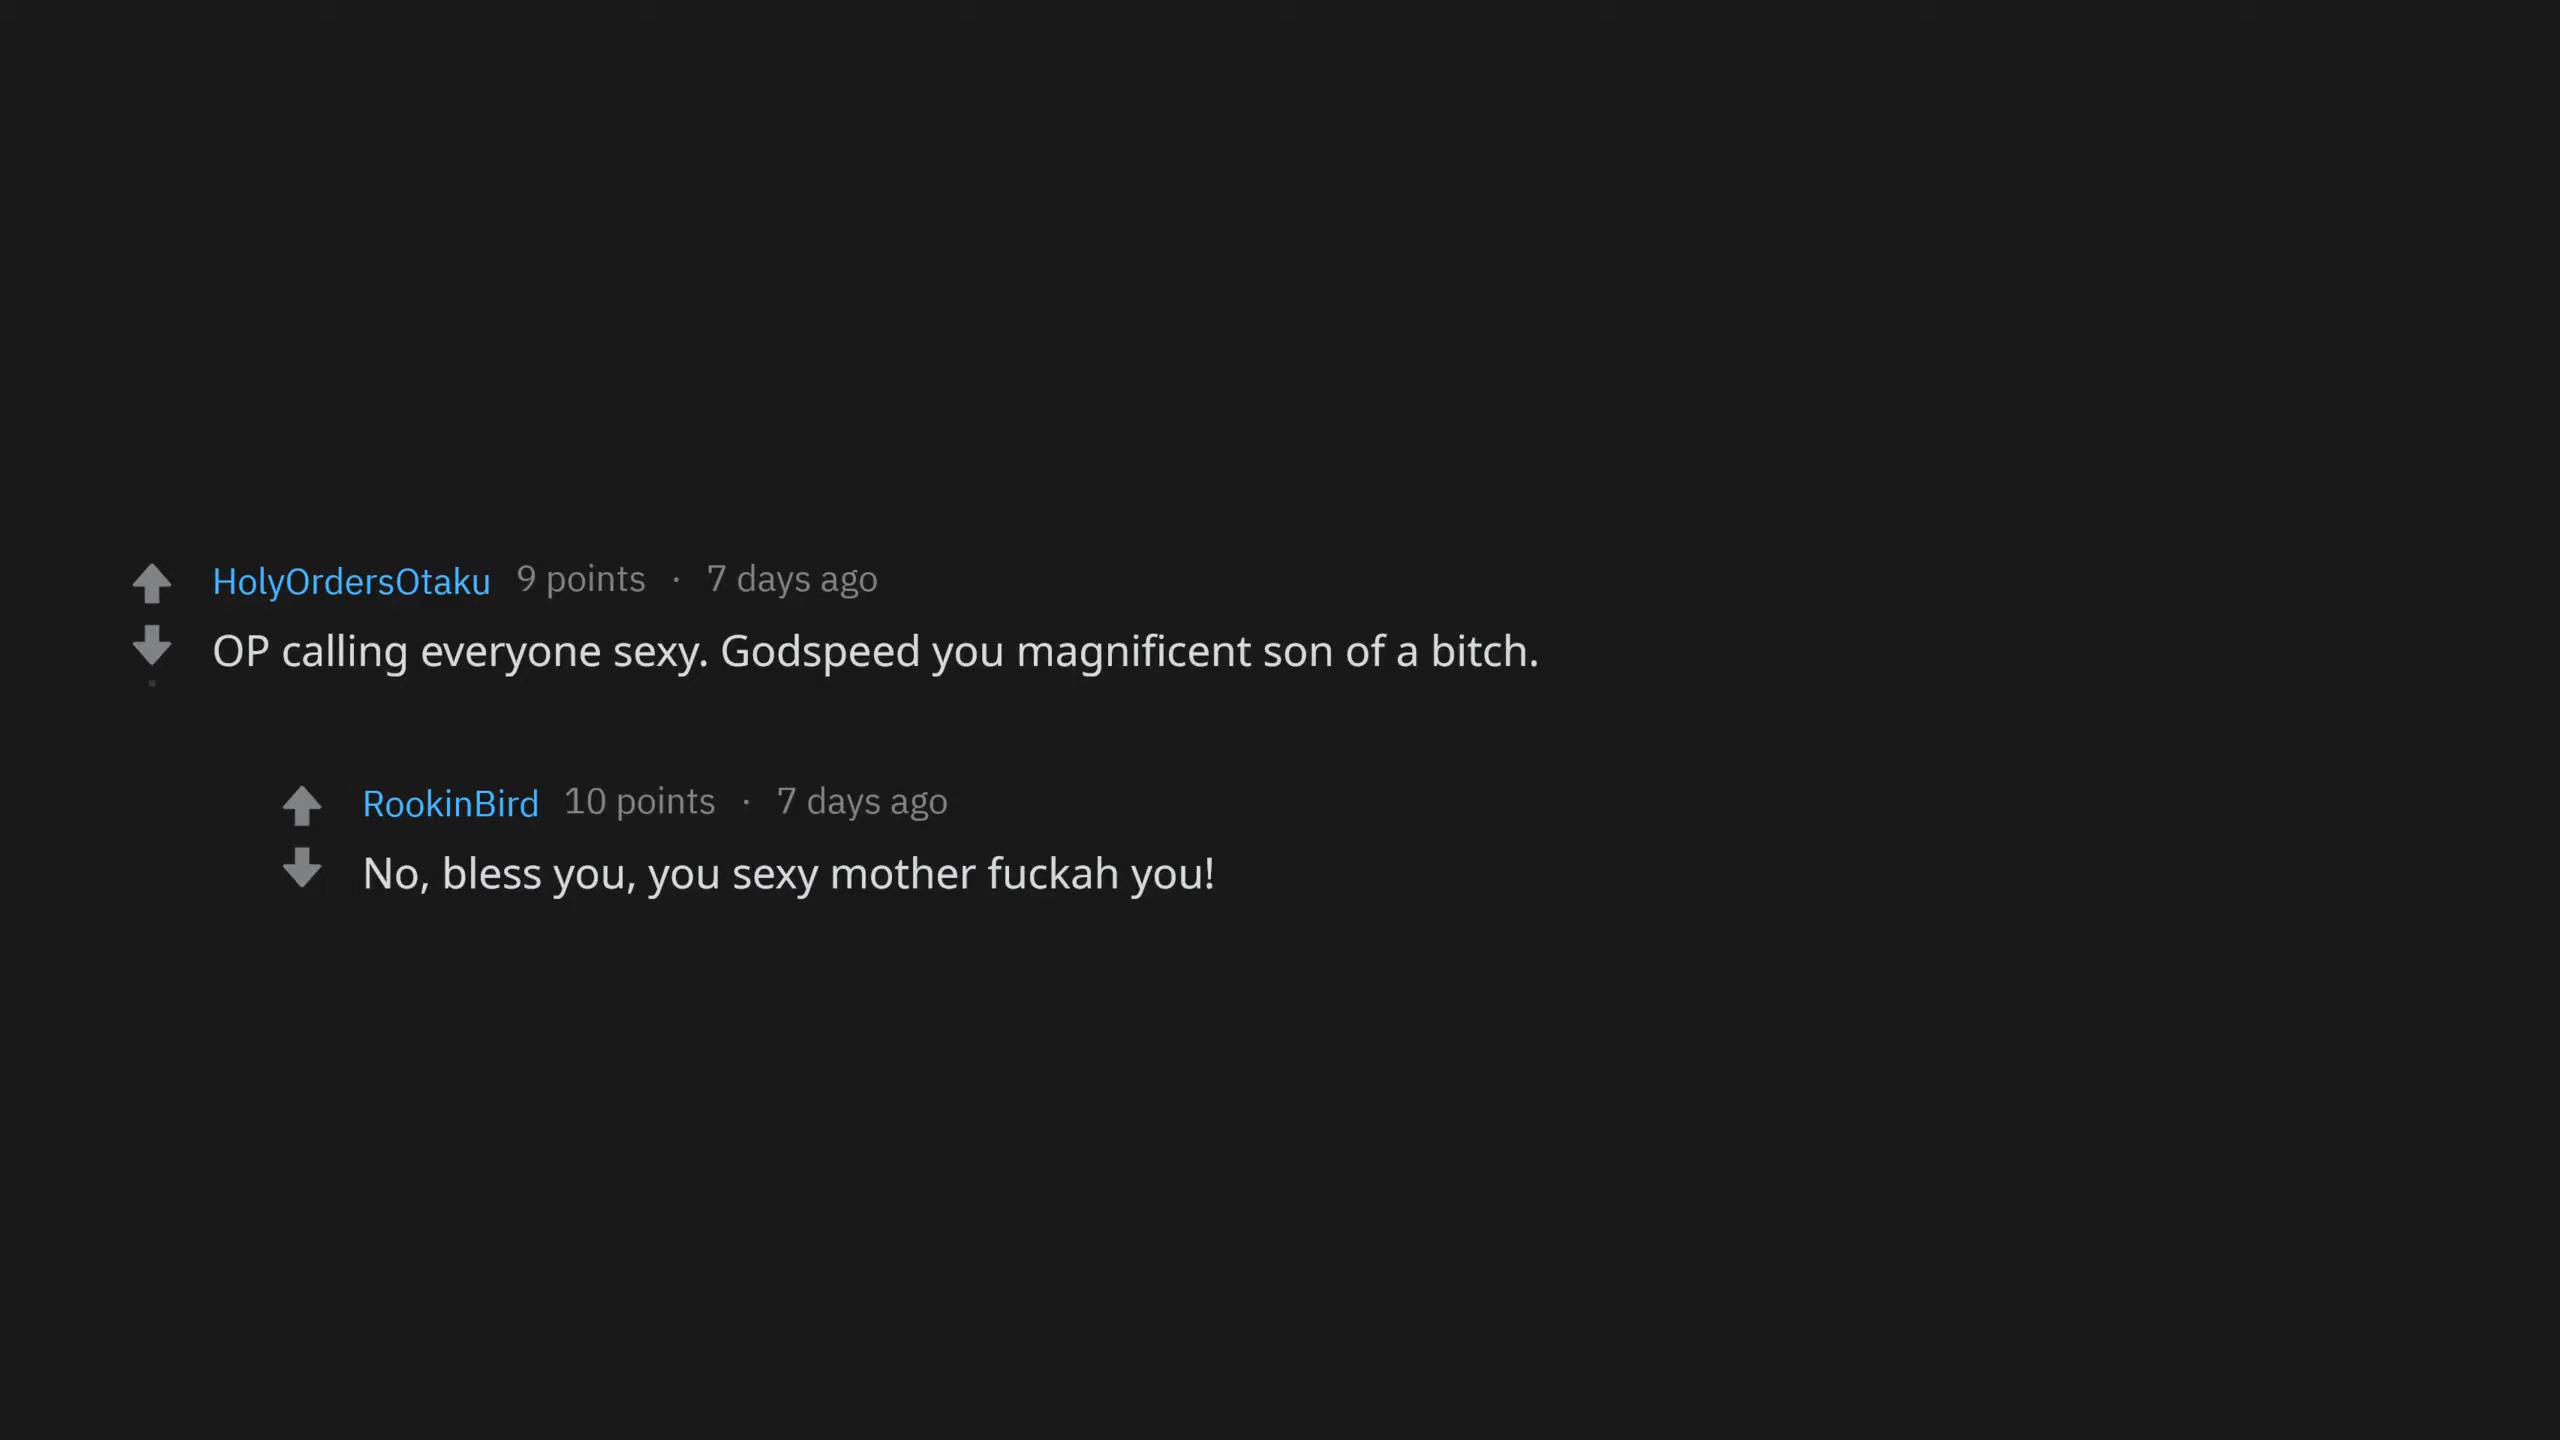 HolyOrdersOtaku 9 points · 7 days ago
OP calling everyone sexy. Godspeed you magnificent son of a bitch.
RookinBird 10 points · 7 days ago
No, bless you, you sexy mother fuckah you!